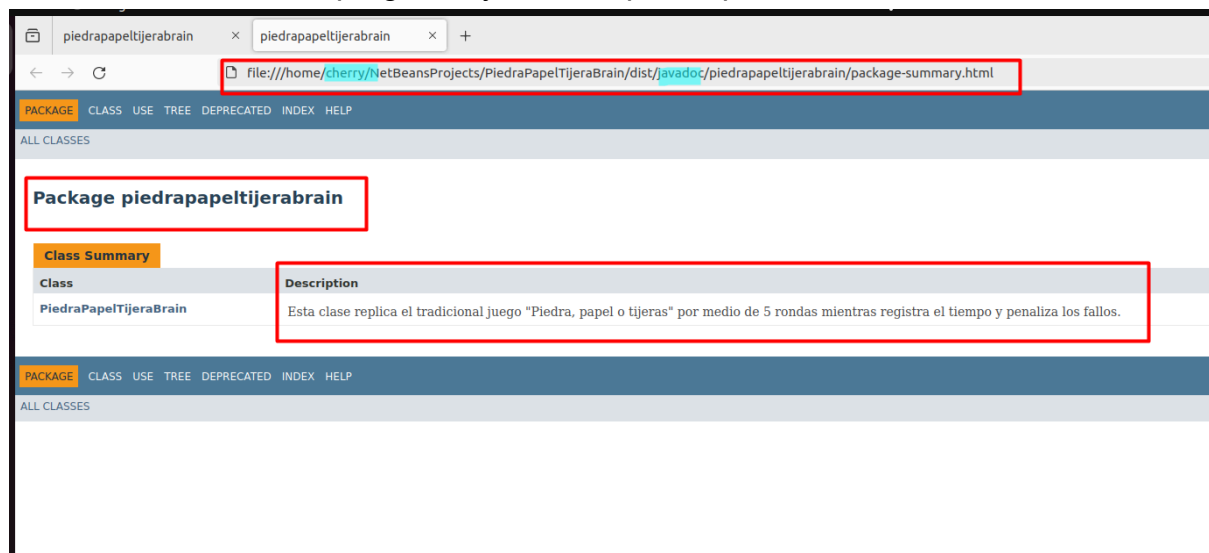 piedrapapeltijerabrain × piedrapapeltijerabrain × +
file:///home/cherry/NetBeansProjects/PiedraPapelTijeraBrain/dist/javadoc/piedrapapeltijerabrain/package-summary.html
PACKAGE CLASS USE TREE DEPRECATED INDEX HELP
ALL CLASSES
Package piedrapapeltijerabrain
Class Summary
Class Description
PiedraPapelTijeraBrain Esta clase replica el tradicional juego "Piedra, papel o tijeras" por medio de 5 rondas mientras registra el tiempo y penaliza los fallos.
PACKAGE CLASS USE TREE DEPRECATED INDEX HELP
ALL CLASSES